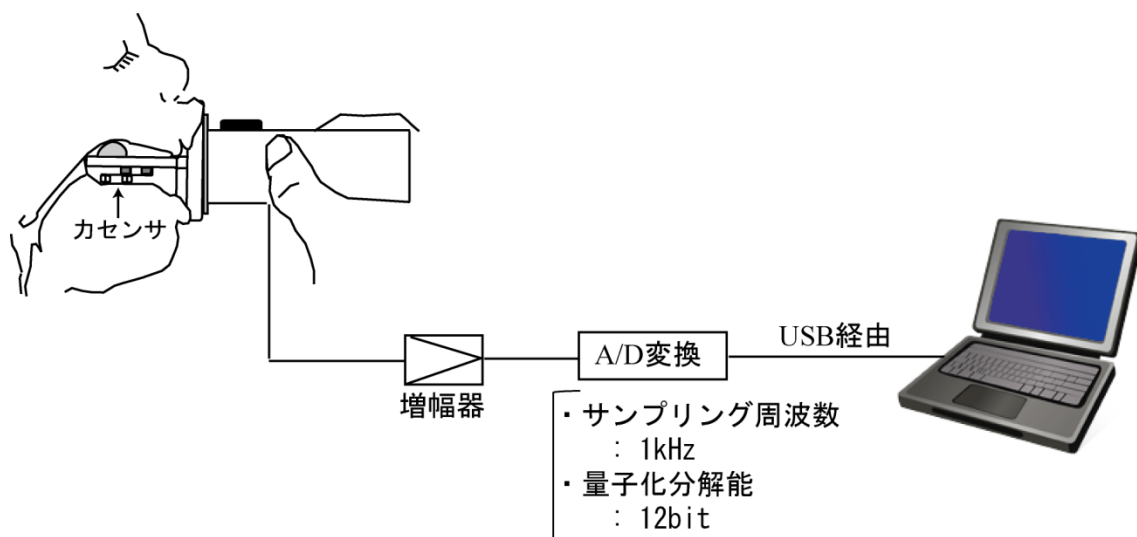 力センサ
増幅器
A/D変換
USB経由
・サンプリング周波数
: 1kHz
・量子化分解能
: 12bit